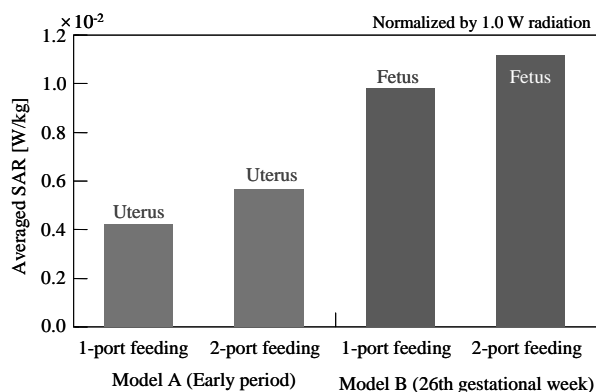 ×10⁻²
Normalized by 1.0 W radiation
Averaged SAR [W/kg]
1.2
1.0
0.8
0.6
0.4
0.2
0.0
Uterus
Uterus
Fetus
Fetus
1-port feeding
2-port feeding
1-port feeding
2-port feeding
Model A (Early period)
Model B (26th gestational week)